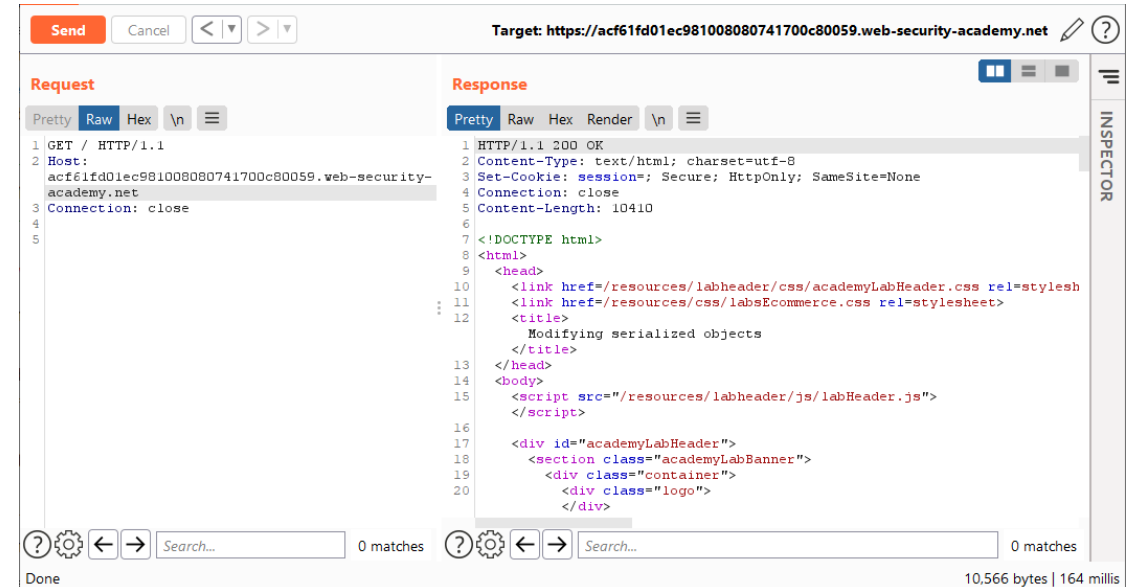 Send Cancel < | ▼ > | ▼ Target: https://acf61fd01ec981008080741700c80059.web-security-academy.net ?
Request
Pretty Raw Hex \n ≡
1 GET / HTTP/1.1
2 Host:
acf61fd01ec981008080741700c80059.web-security-
academy.net
3 Connection: close
4
5
? ← → Search... 0 matches
Response
Pretty Raw Hex Render \n ≡
1 HTTP/1.1 200 OK
2 Content-Type: text/html; charset=utf-8
3 Set-Cookie: session=; Secure; HttpOnly; SameSite=None
4 Connection: close
5 Content-Length: 10410
6
7 <!DOCTYPE html>
8 <html>
9 <head>
10 <link href=/resources/labheader/css/academyLabHeader.css rel=stylesh
11 <link href=/resources/css/labsEcommerce.css rel=stylesheet>
12 <title>
Modifying serialized objects
</title>
13 </head>
14 <body>
15 <script src="/resources/labheader/js/labHeader.js">
</script>
16
17 <div id="academyLabHeader">
18 <section class="academyLabBanner">
19 <div class="container">
20 <div class="logo">
</div>
? ← → Search... 0 matches
INSPECTOR
Done 10,566 bytes | 164 millis